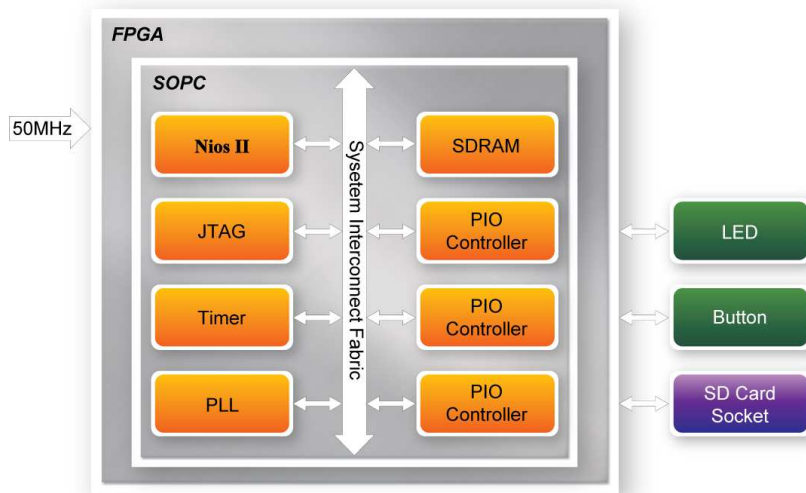 FPGA
SOPC
50MHz
Nios II
SDRAM
JTAG
PIO
Controller
LED
Timer
PIO
Controller
Button
PLL
PIO
Controller
SD Card
Socket
Sysetem Interconnect Fabric